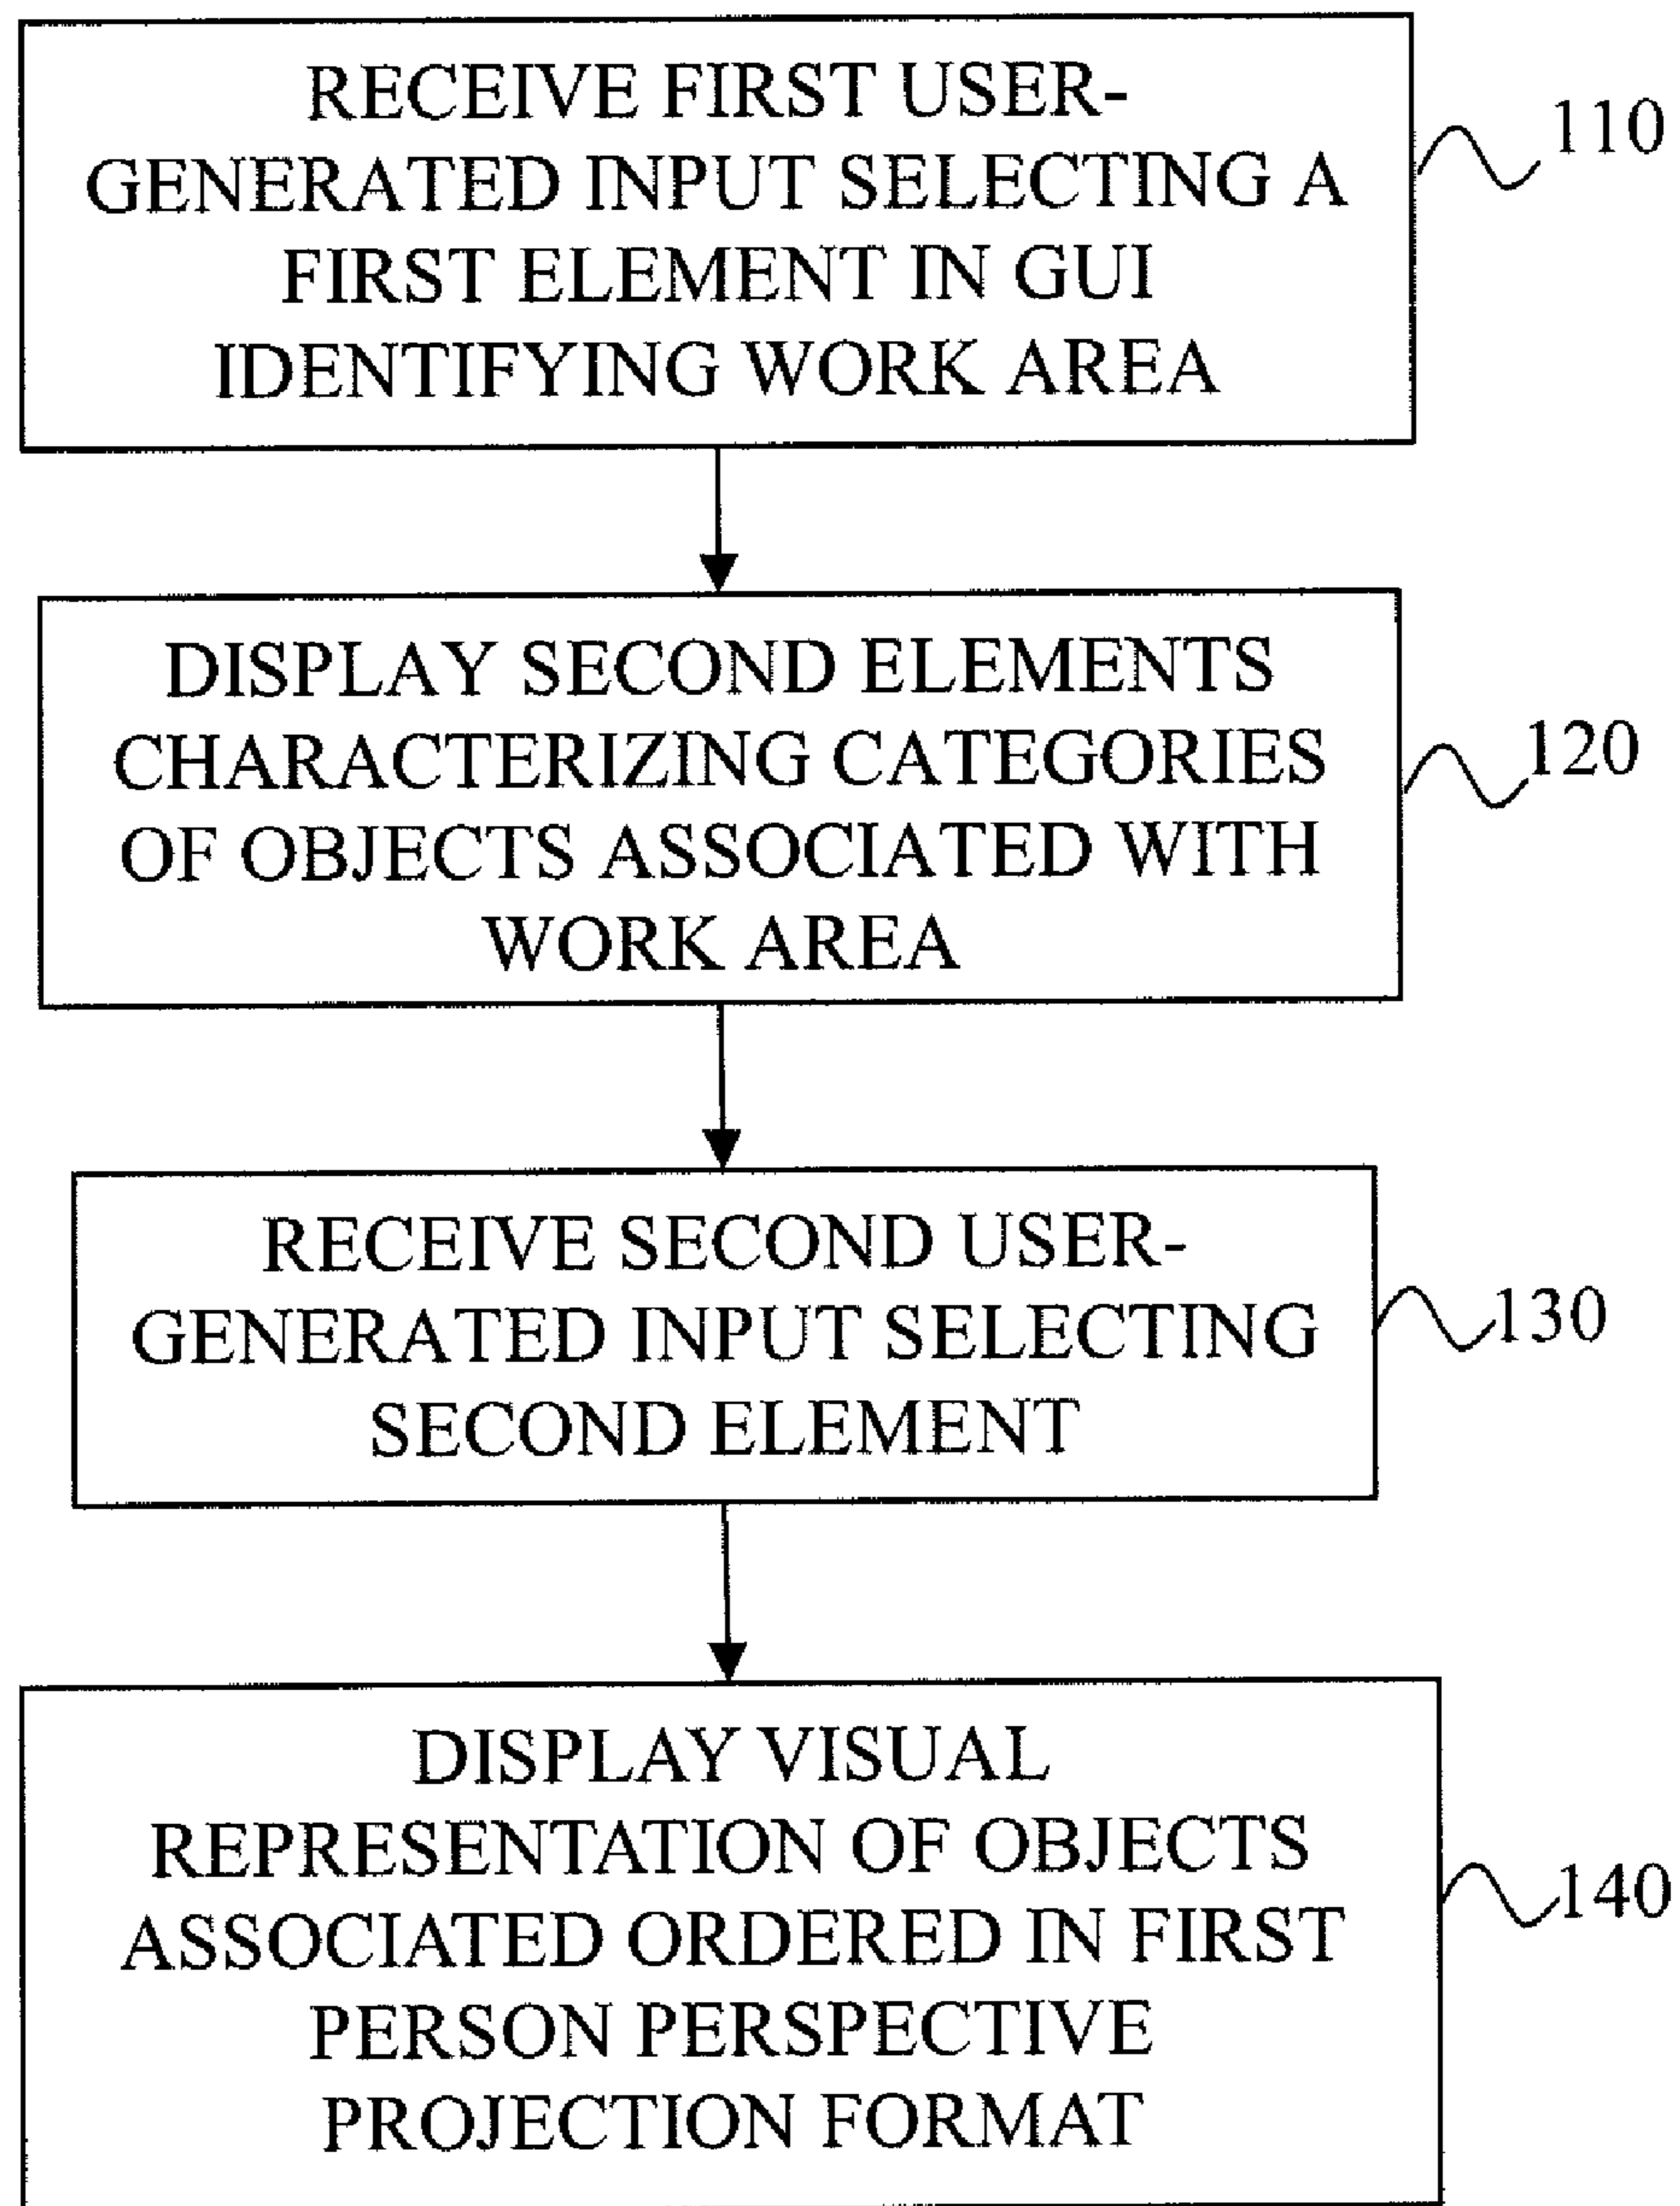 RECEIVE FIRST USER-
GENERATED INPUT SELECTING A
FIRST ELEMENT IN GUI
IDENTIFYING WORK AREA
110
DISPLAY SECOND ELEMENTS
CHARACTERIZING CATEGORIES
OF OBJECTS ASSOCIATED WITH
WORK AREA
120
RECEIVE SECOND USER-
GENERATED INPUT SELECTING
SECOND ELEMENT
130
DISPLAY VISUAL
REPRESENTATION OF OBJECTS
ASSOCIATED ORDERED IN FIRST
PERSON PERSPECTIVE
PROJECTION FORMAT
140